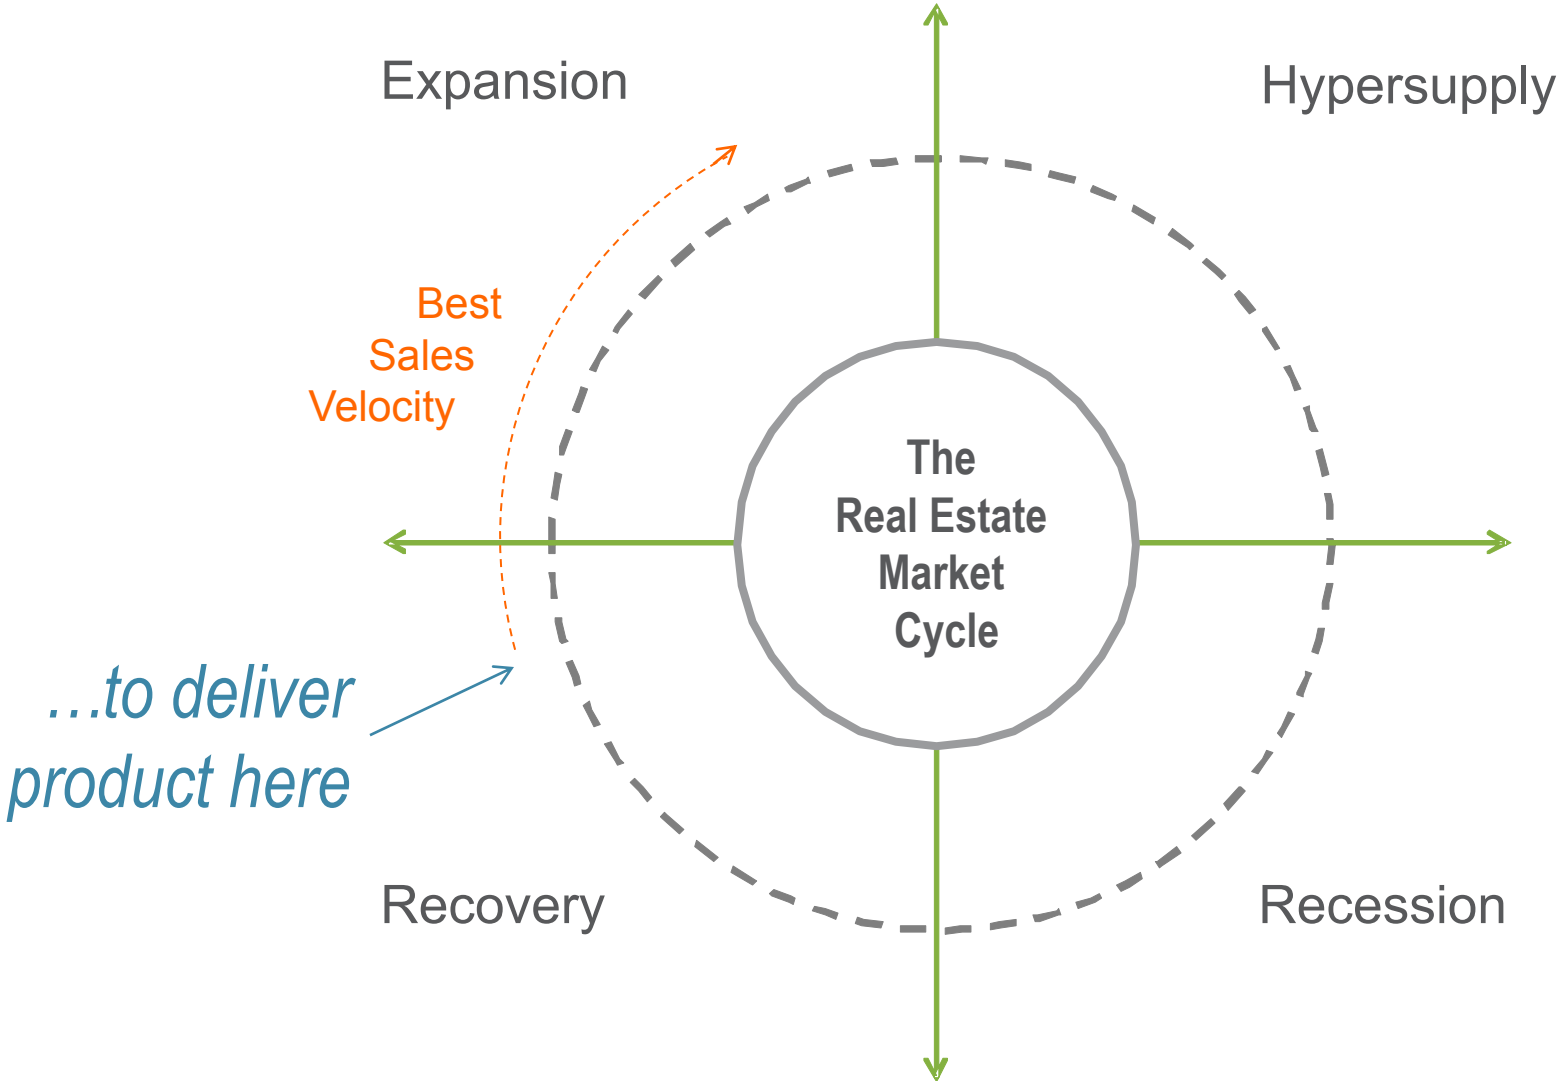 Expansion
Hypersupply
Best
Sales
Velocity
The
Real Estate
Market
Cycle
…to deliver
product here
Recovery
Recession